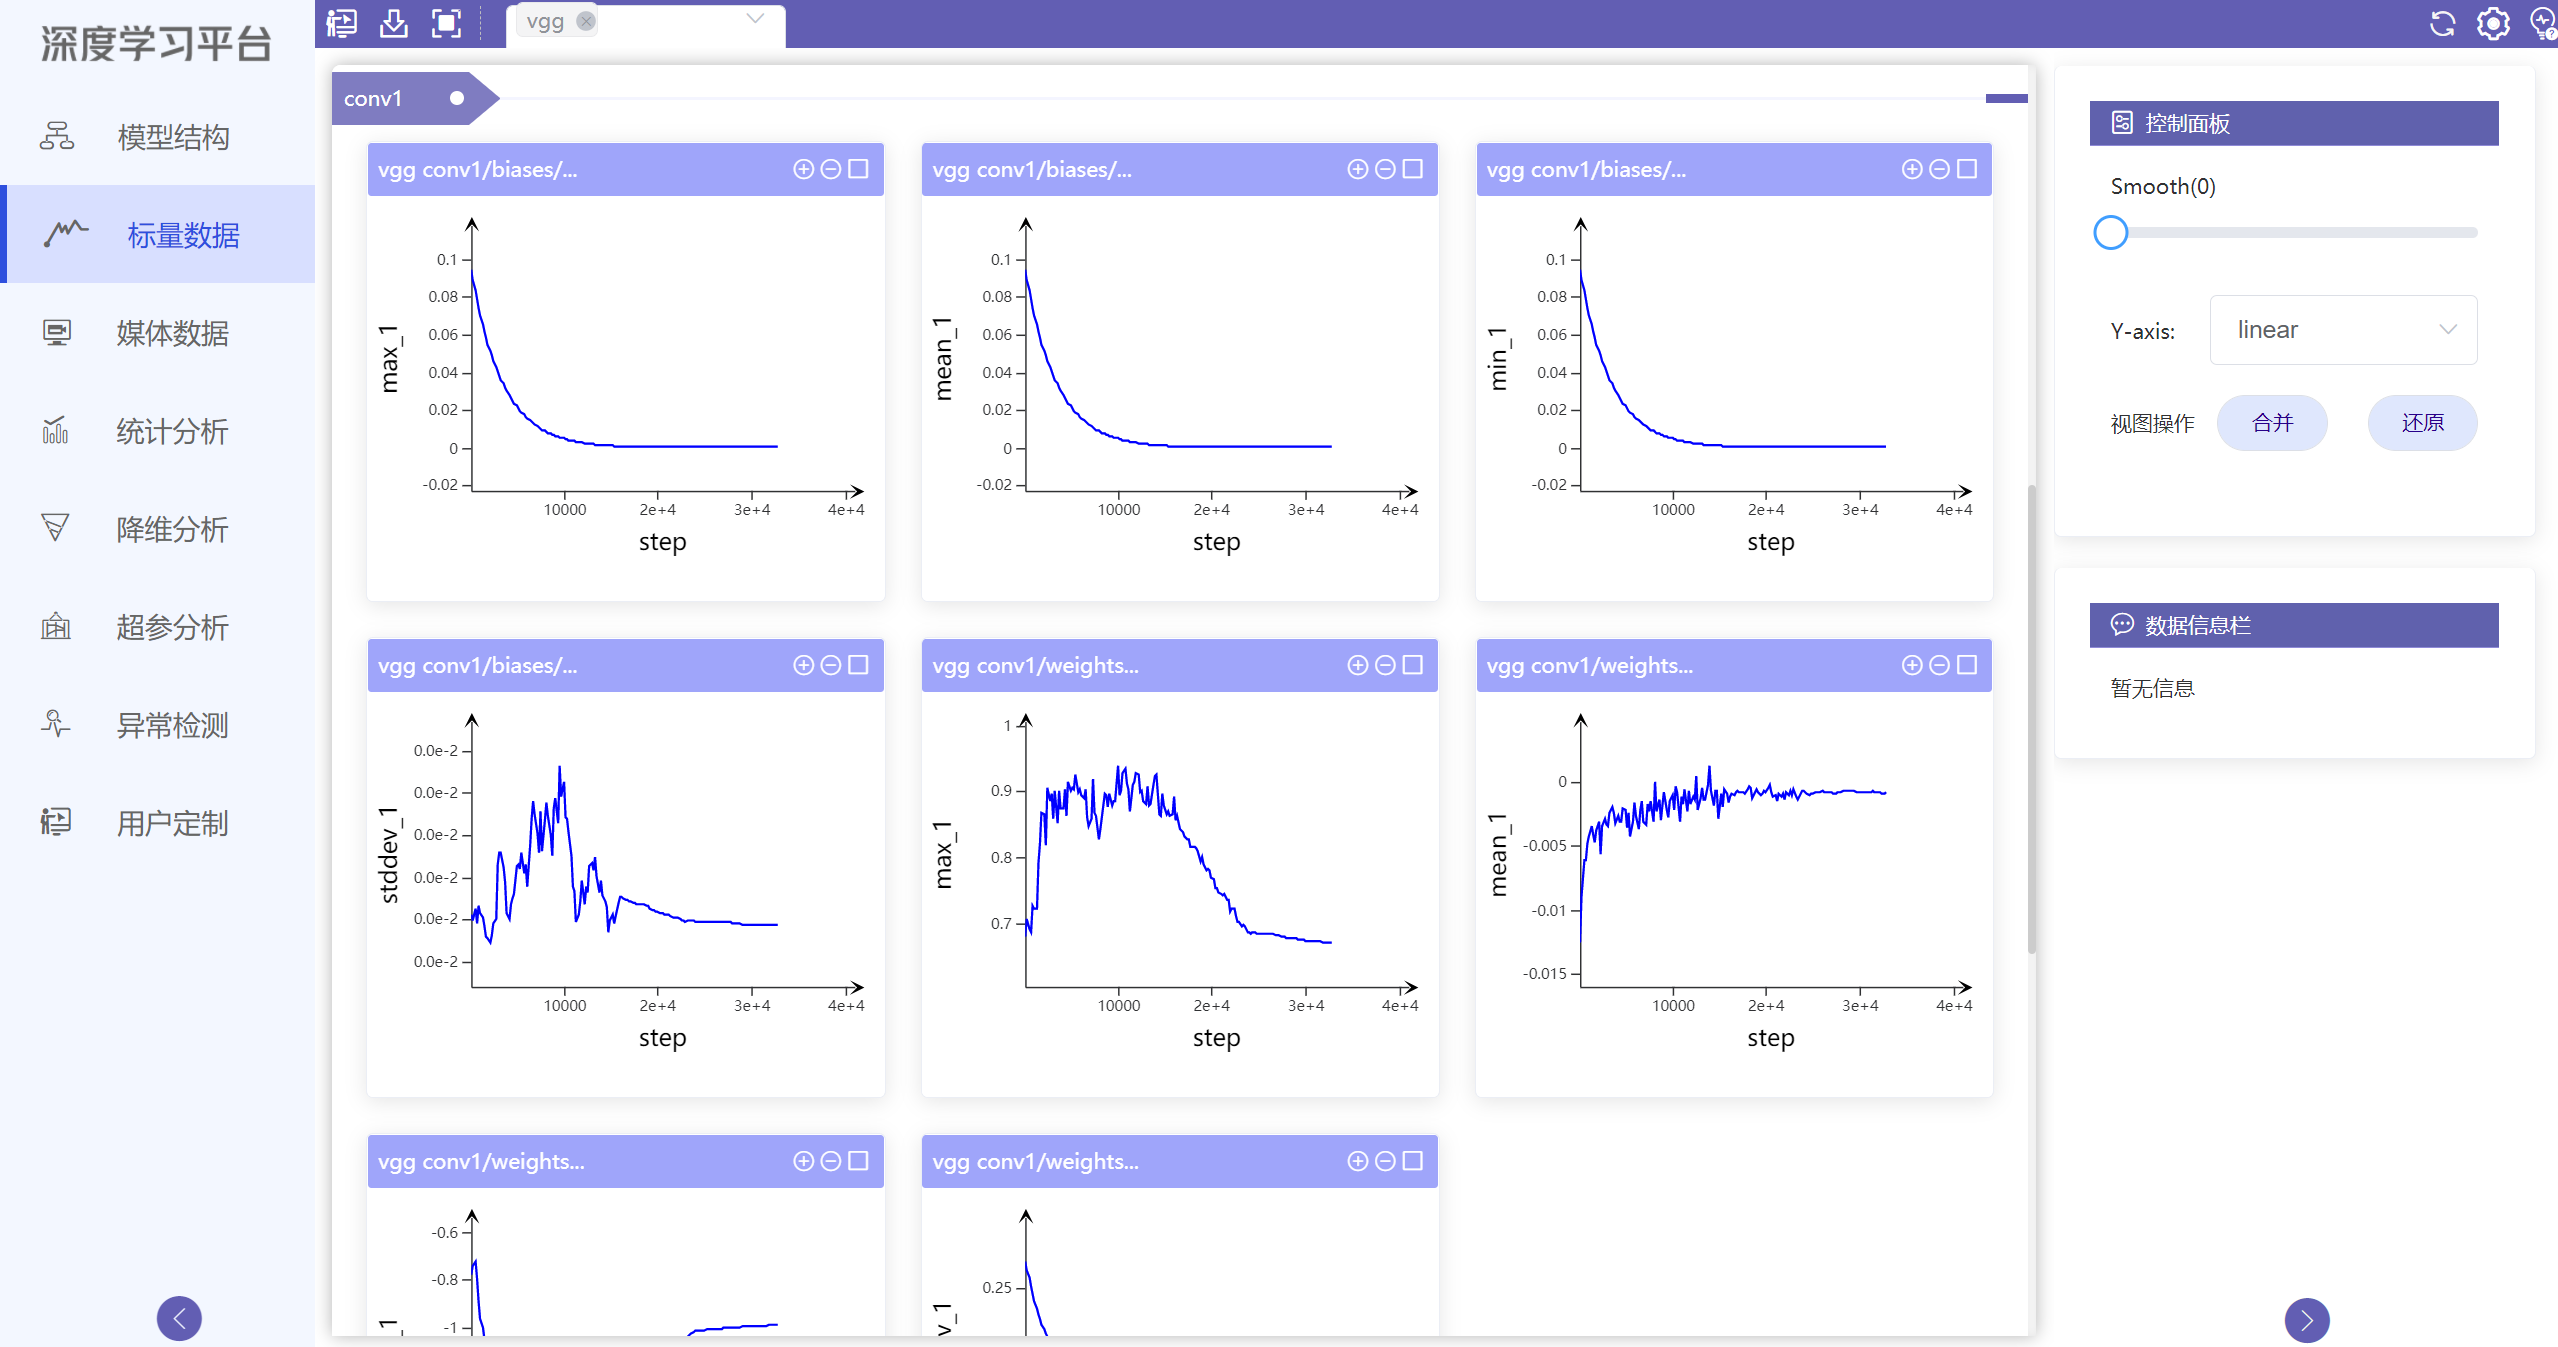 深度学习平台
模型结构
标量数据
媒体数据
统计分析
降维分析
超参分析
异常检测
用户定制
vgg
conv1
vgg conv1/biases/...
0.1
0.08
0.06
0.04
0.02
0
-0.02
max_1
10000 2e+4 3e+4 4e+4
step
vgg conv1/biases/...
0.1
0.08
0.06
0.04
0.02
0
-0.02
mean_1
10000 2e+4 3e+4 4e+4
step
vgg conv1/biases/...
0.1
0.08
0.06
0.04
0.02
0
-0.02
min_1
10000 2e+4 3e+4 4e+4
step
vgg conv1/biases/...
0.0e-2
0.0e-2
0.0e-2
0.0e-2
0.0e-2
0.0e-2
stddev_1
10000 2e+4 3e+4 4e+4
step
vgg conv1/weights...
1
0.9
0.8
0.7
max_1
10000 2e+4 3e+4 4e+4
step
vgg conv1/weights...
0
-0.005
-0.01
-0.015
mean_1
10000 2e+4 3e+4 4e+4
step
vgg conv1/weights...
-0.6
-0.8
-1
_1
vgg conv1/weights...
0.25
v_1
控制面板
Smooth(0)
Y-axis: linear
视图操作 合并 还原
数据信息栏
暂无信息